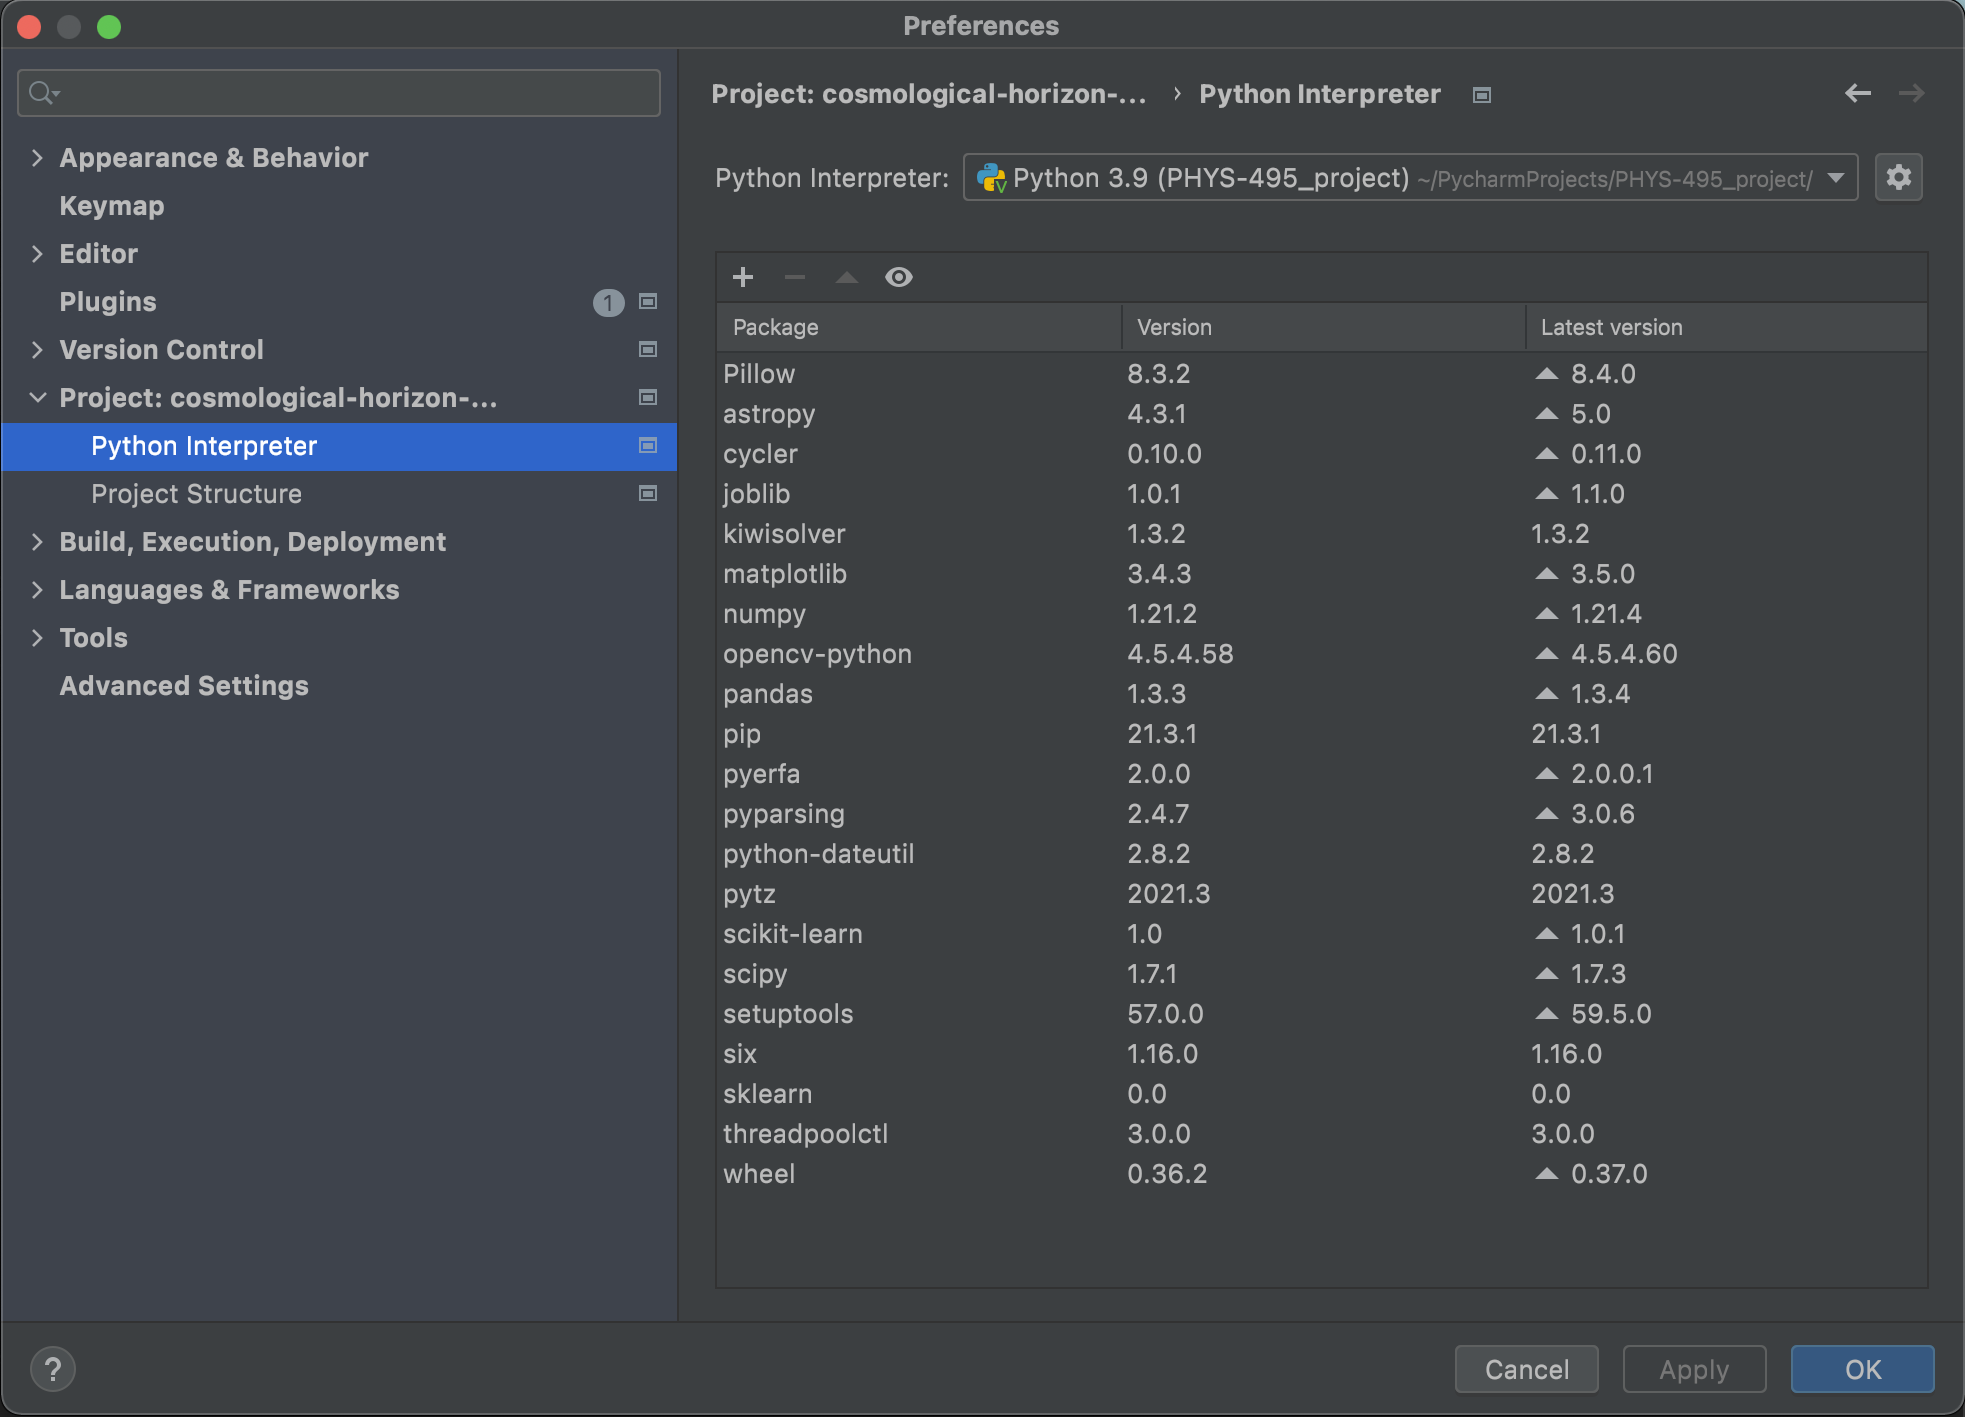 Preferences
Appearance & Behavior
Keymap
Editor
Plugins 1
Version Control
Project: cosmological-horizon-...
Python Interpreter
Project Structure
Build, Execution, Deployment
Languages & Frameworks
Tools
Advanced Settings
Project: cosmological-horizon-... › Python Interpreter
Python Interpreter: Python 3.9 (PHYS-495_project) ~/PycharmProjects/PHYS-495_project/
Package Version Latest version
Pillow 8.3.2 8.4.0
astropy 4.3.1 5.0
cycler 0.10.0 0.11.0
joblib 1.0.1 1.1.0
kiwisolver 1.3.2 1.3.2
matplotlib 3.4.3 3.5.0
numpy 1.21.2 1.21.4
opencv-python 4.5.4.58 4.5.4.60
pandas 1.3.3 1.3.4
pip 21.3.1 21.3.1
pyerfa 2.0.0 2.0.0.1
pyparsing 2.4.7 3.0.6
python-dateutil 2.8.2 2.8.2
pytz 2021.3 2021.3
scikit-learn 1.0 1.0.1
scipy 1.7.1 1.7.3
setuptools 57.0.0 59.5.0
six 1.16.0 1.16.0
sklearn 0.0 0.0
threadpoolctl 3.0.0 3.0.0
wheel 0.36.2 0.37.0
? Cancel Apply OK